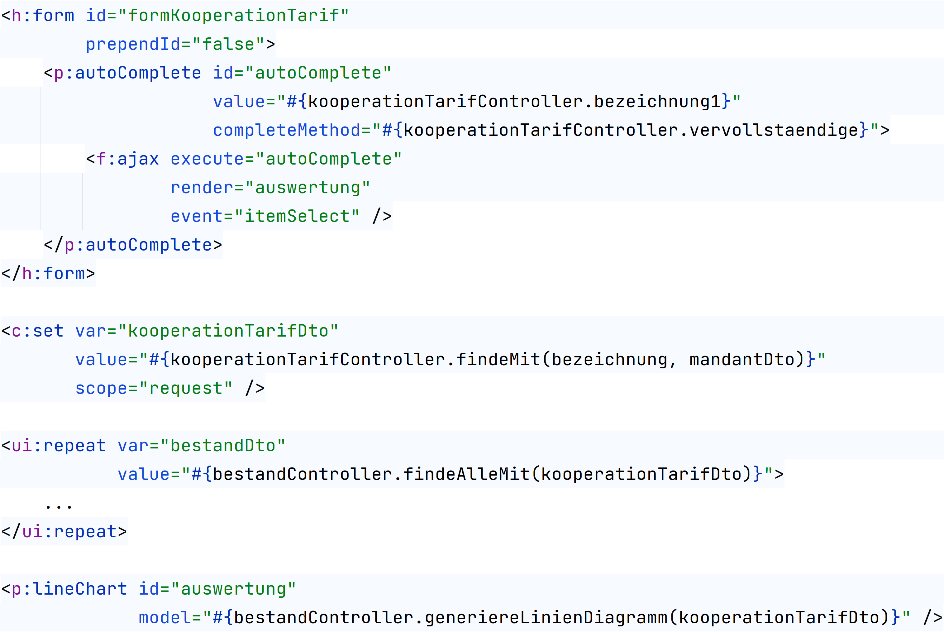 <h:form id="formKooperationTarif"
        prependId="false">
    <p:autoComplete id="autoComplete"
                    value="#{kooperationTarifController.bezeichnung1}"
                    completeMethod="#{kooperationTarifController.vervollstaendige}">
        <f:ajax execute="autoComplete"
                render="auswertung"
                event="itemSelect" />
    </p:autoComplete>
</h:form>

<c:set var="kooperationTarifDto"
       value="#{kooperationTarifController.findeMit(bezeichnung, mandantDto)}"
       scope="request" />

<ui:repeat var="bestandDto"
           value="#{bestandController.findeAlleMit(kooperationTarifDto)}">
    ...
</ui:repeat>

<p:lineChart id="auswertung"
             model="#{bestandController.generiereLinienDiagramm(kooperationTarifDto)}" />